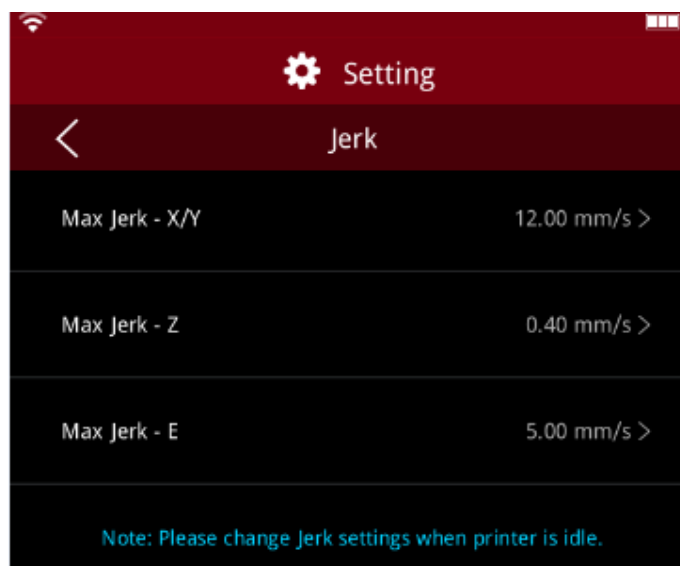 Setting
Jerk
Max Jerk - X/Y 12.00 mm/s >
Max Jerk - Z 0.40 mm/s >
Max Jerk - E 5.00 mm/s >
Note: Please change Jerk settings when printer is idle.